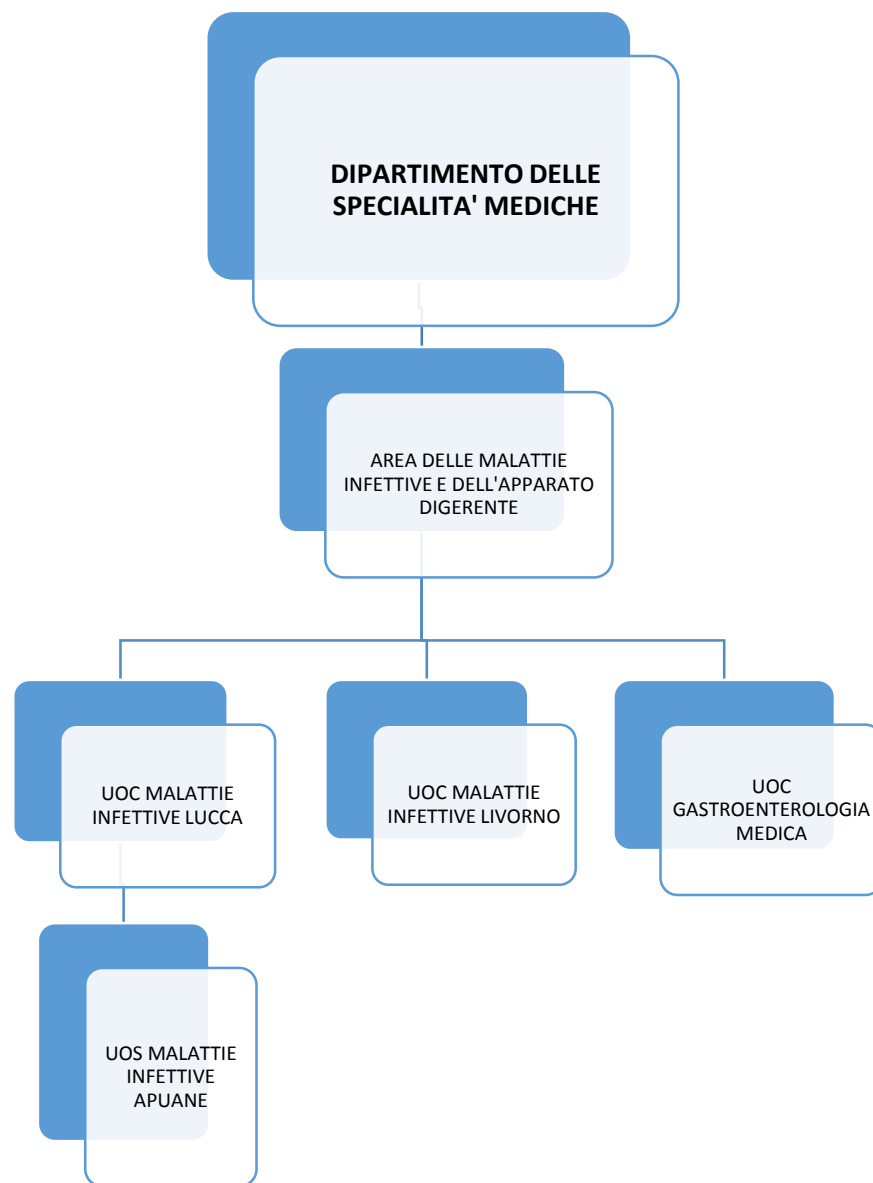 DIPARTIMENTO DELLE
SPECIALITA' MEDICHE
AREA DELLE MALATTIE
INFETTIVE E DELL'APPARATO
DIGERENTE
UOC MALATTIE
INFETTIVE LUCCA
UOC MALATTIE
INFETTIVE LIVORNO
UOC
GASTROENTEROLOGIA
MEDICA
UOS MALATTIE
INFETTIVE
APUANE